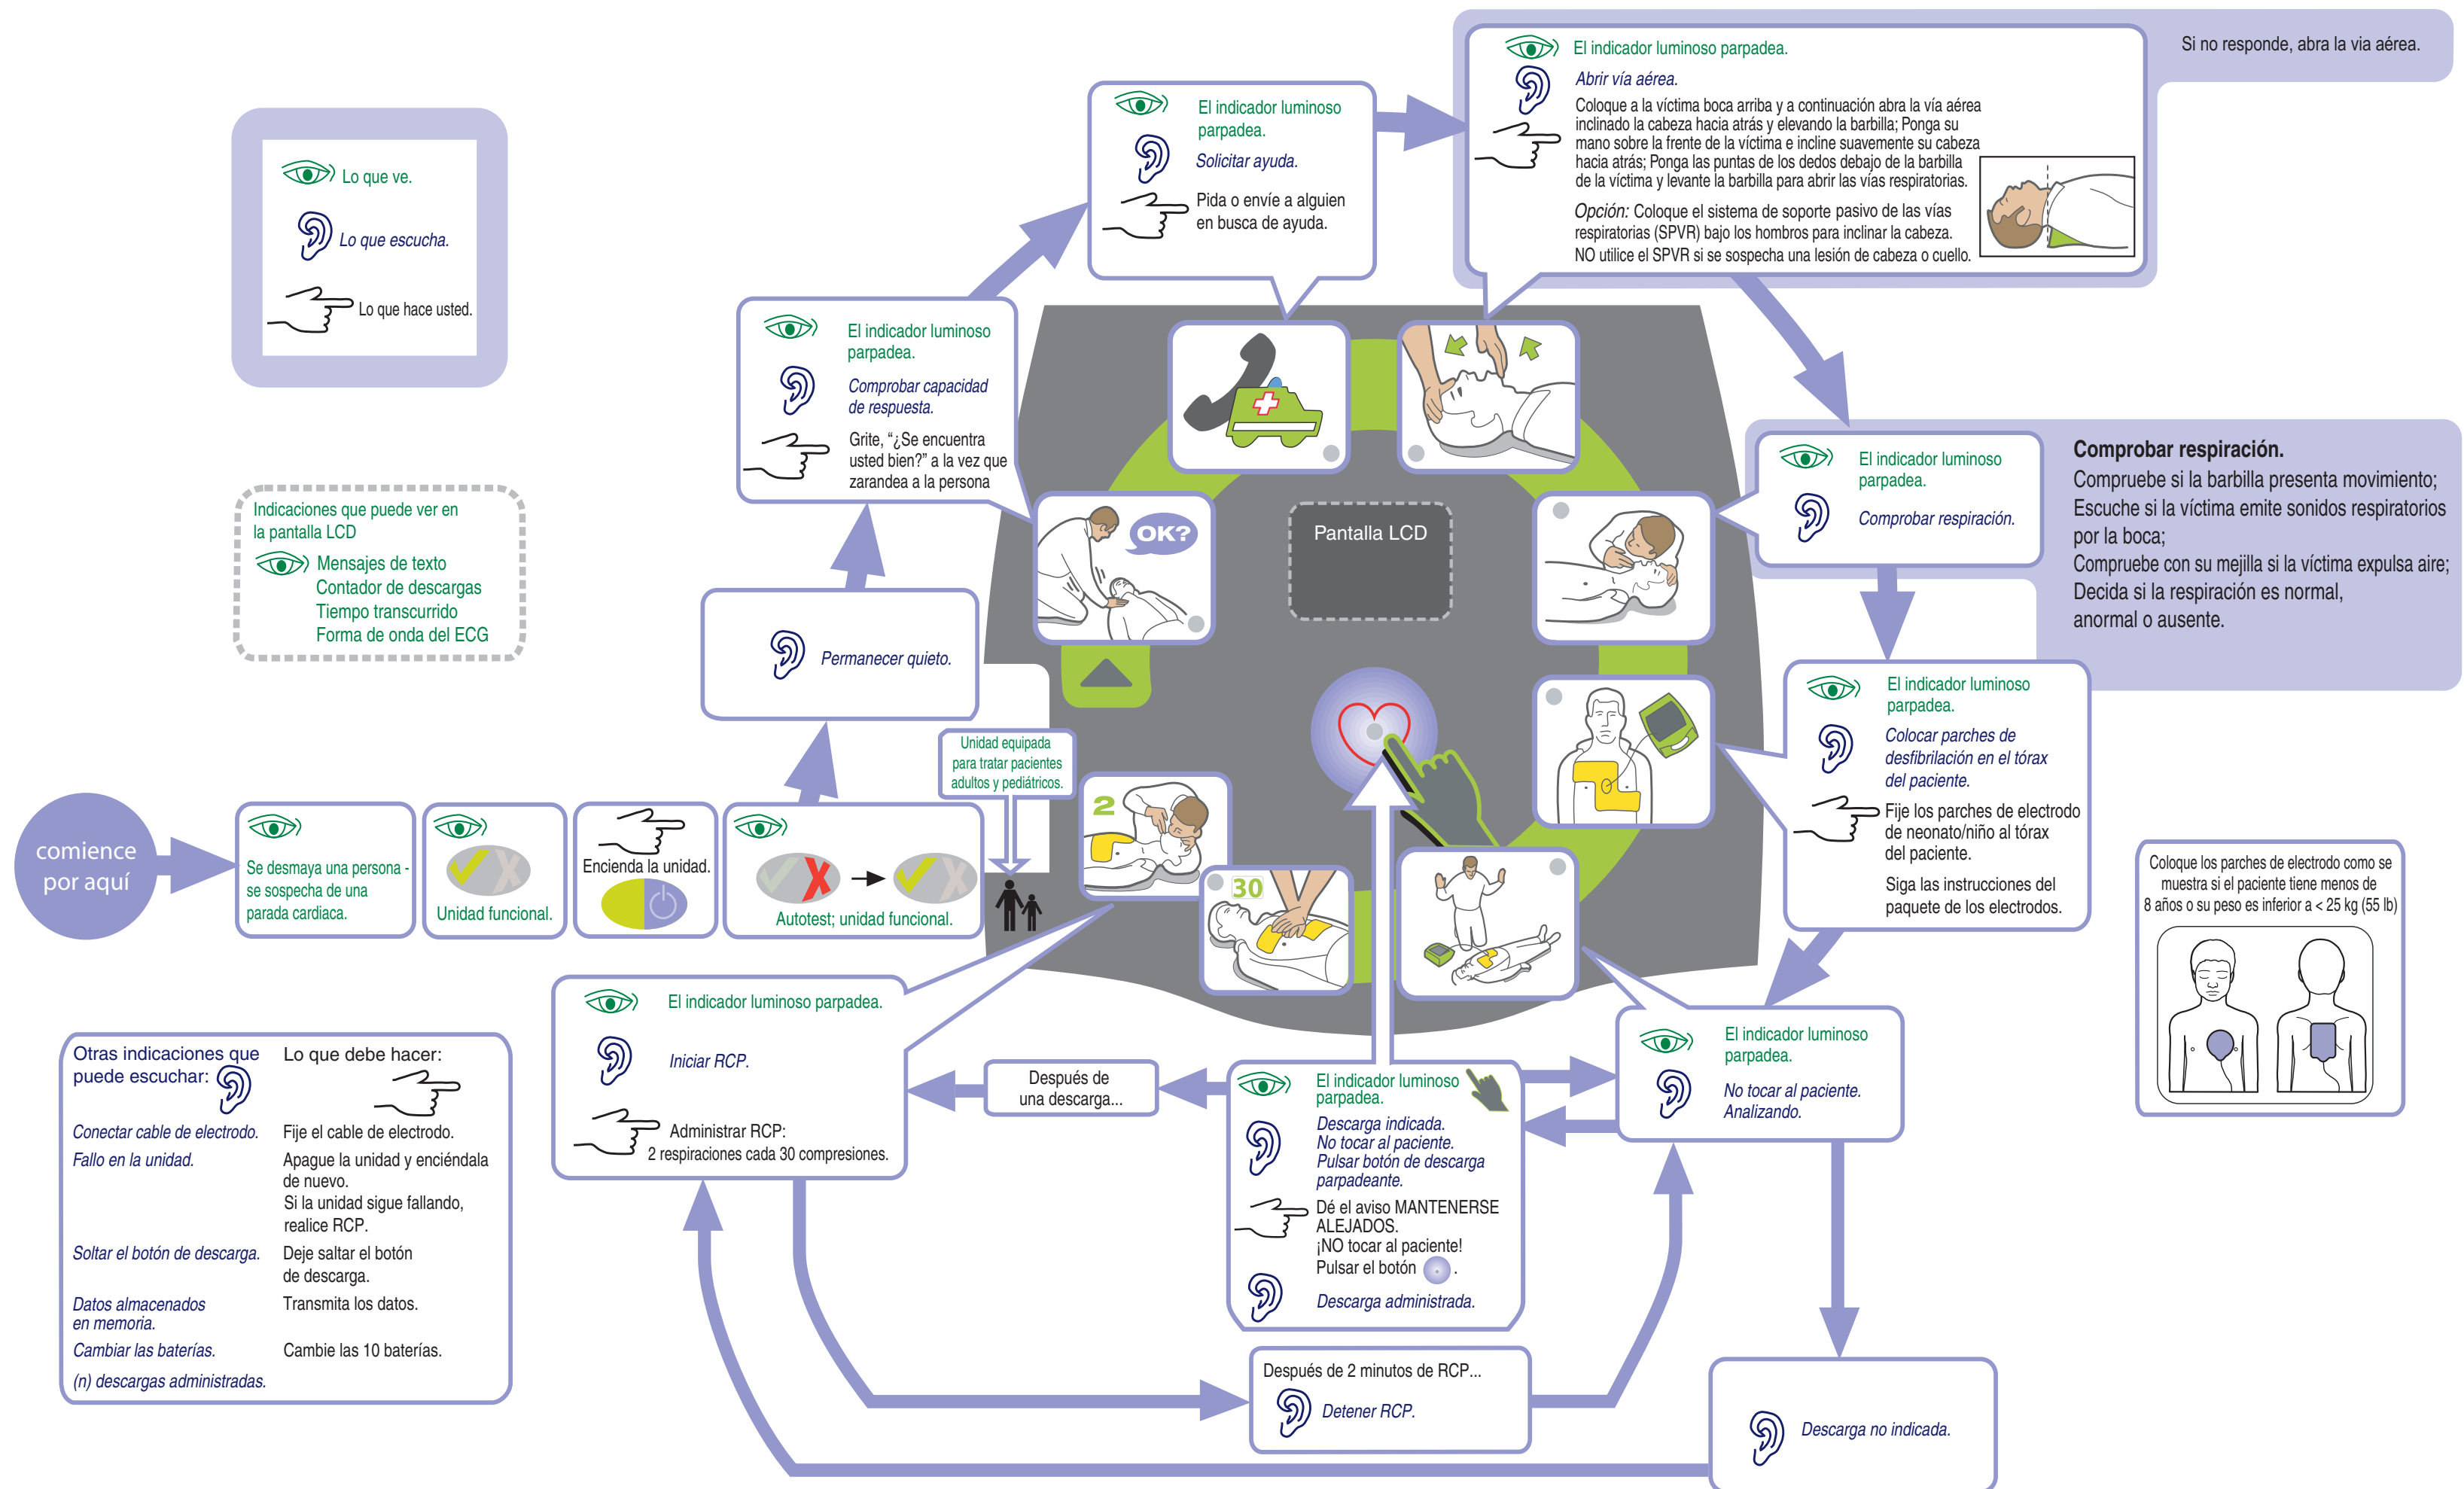 Lo que ve.
Lo que escucha.
Lo que hace usted.
Indicaciones que puede ver en
la pantalla LCD
Mensajes de texto
Contador de descargas
Tiempo transcurrido
Forma de onda del ECG
comience
por aquí
Se desmaya una persona -
se sospecha de una
parada cardiaca.
Unidad funcional.
Encienda la unidad.
Autotest; unidad funcional.
Unidad equipada
para tratar pacientes
adultos y pediátricos.
Permanecer quieto.
El indicador luminoso
parpadea.
Comprobar capacidad
de respuesta.
Grite, “¿Se encuentra
usted bien?” a la vez que
zarandea a la persona
El indicador luminoso
parpadea.
Solicitar ayuda.
Pida o envíe a alguien
en busca de ayuda.
El indicador luminoso parpadea.
Abrir vía aérea.
Coloque a la víctima boca arriba y a continuación abra la vía aérea
inclinado la cabeza hacia atrás y elevando la barbilla; Ponga su
mano sobre la frente de la víctima e incline suavemente su cabeza
hacia atrás; Ponga las puntas de los dedos debajo de la barbilla
de la víctima y levante la barbilla para abrir las vías respiratorias.
Opción: Coloque el sistema de soporte pasivo de las vías
respiratorias (SPVR) bajo los hombros para inclinar la cabeza.
NO utilice el SPVR si se sospecha una lesión de cabeza o cuello.
Si no responde, abra la via aérea.
El indicador luminoso
parpadea.
Comprobar respiración.
Comprobar respiración.
Compruebe si la barbilla presenta movimiento;
Escuche si la víctima emite sonidos respiratorios
por la boca;
Compruebe con su mejilla si la víctima expulsa aire;
Decida si la respiración es normal,
anormal o ausente.
OK?
Pantalla LCD
2
30
El indicador luminoso
parpadea.
Colocar parches de
desfibrilación en el tórax
del paciente.
Fije los parches de electrodo
de neonato/niño al tórax
del paciente.
Siga las instrucciones del
paquete de los electrodos.
Coloque los parches de electrodo como se
muestra si el paciente tiene menos de
8 años o su peso es inferior a < 25 kg (55 lb)
El indicador luminoso
parpadea.
No tocar al paciente.
Analizando.
El indicador luminoso
parpadea.
Descarga indicada.
No tocar al paciente.
Pulsar botón de descarga
parpadeante.
Dé el aviso MANTENERSE
ALEJADOS.
¡NO tocar al paciente!
Pulsar el botón .
Descarga administrada.
Después de
una descarga...
El indicador luminoso parpadea.
Iniciar RCP.
Administrar RCP:
2 respiraciones cada 30 compresiones.
Después de 2 minutos de RCP...
Detener RCP.
Descarga no indicada.
Otras indicaciones que
puede escuchar:
Lo que debe hacer:
Conectar cable de electrodo.
Fije el cable de electrodo.
Fallo en la unidad.
Apague la unidad y enciéndala
de nuevo.
Si la unidad sigue fallando,
realice RCP.
Soltar el botón de descarga.
Deje saltar el botón
de descarga.
Datos almacenados
en memoria.
Transmita los datos.
Cambiar las baterías.
Cambie las 10 baterías.
(n) descargas administradas.